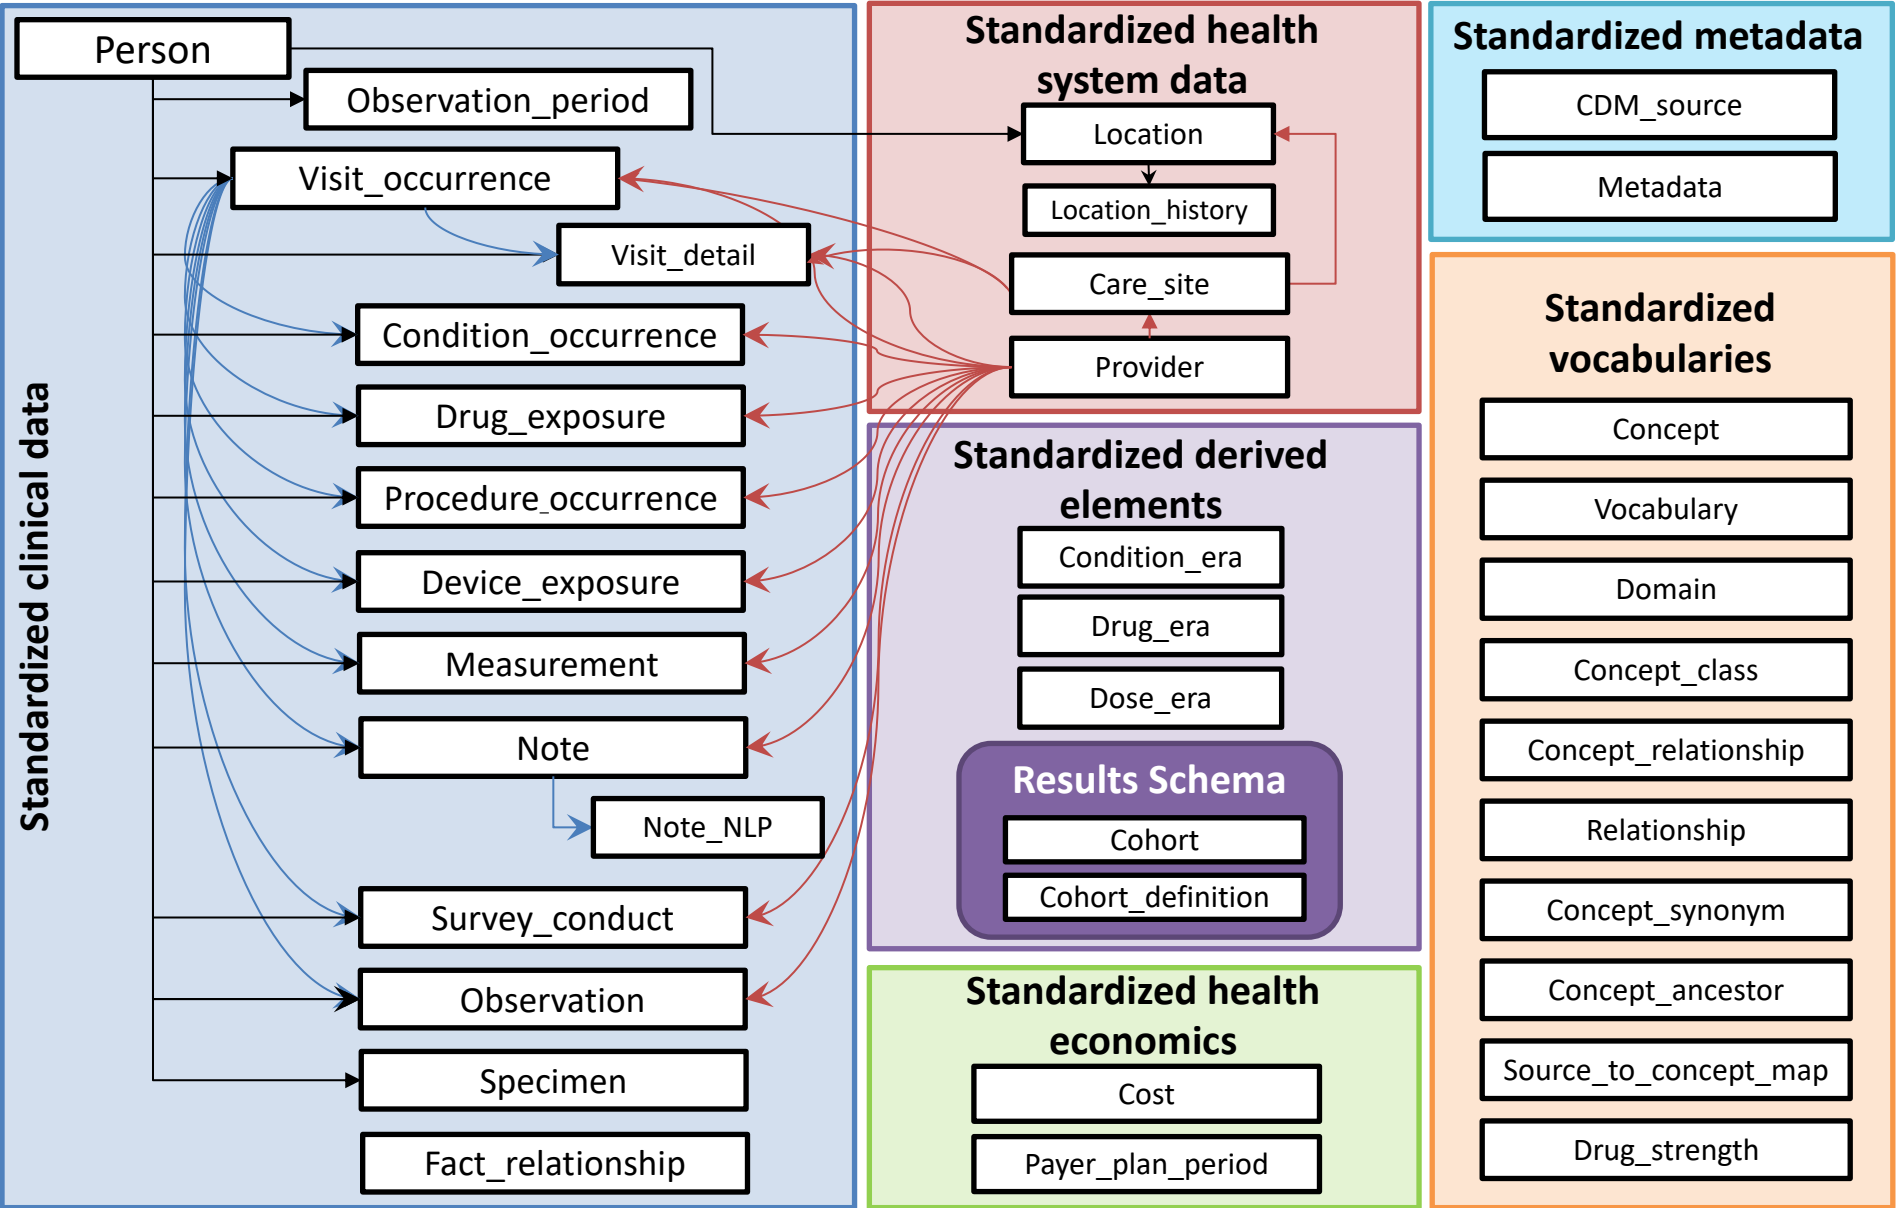 Standardized clinical data
Person
Observation_period
Visit_occurrence
Visit_detail
Condition_occurrence
Drug_exposure
Procedure_occurrence
Device_exposure
Measurement
Note
Note_NLP
Survey_conduct
Observation
Specimen
Fact_relationship
Standardized health
system data
Location
Location_history
Care_site
Provider
Standardized derived
elements
Condition_era
Drug_era
Dose_era
Results Schema
Cohort
Cohort_definition
Standardized health
economics
Cost
Payer_plan_period
Standardized metadata
CDM_source
Metadata
Standardized
vocabularies
Concept
Vocabulary
Domain
Concept_class
Concept_relationship
Relationship
Concept_synonym
Concept_ancestor
Source_to_concept_map
Drug_strength